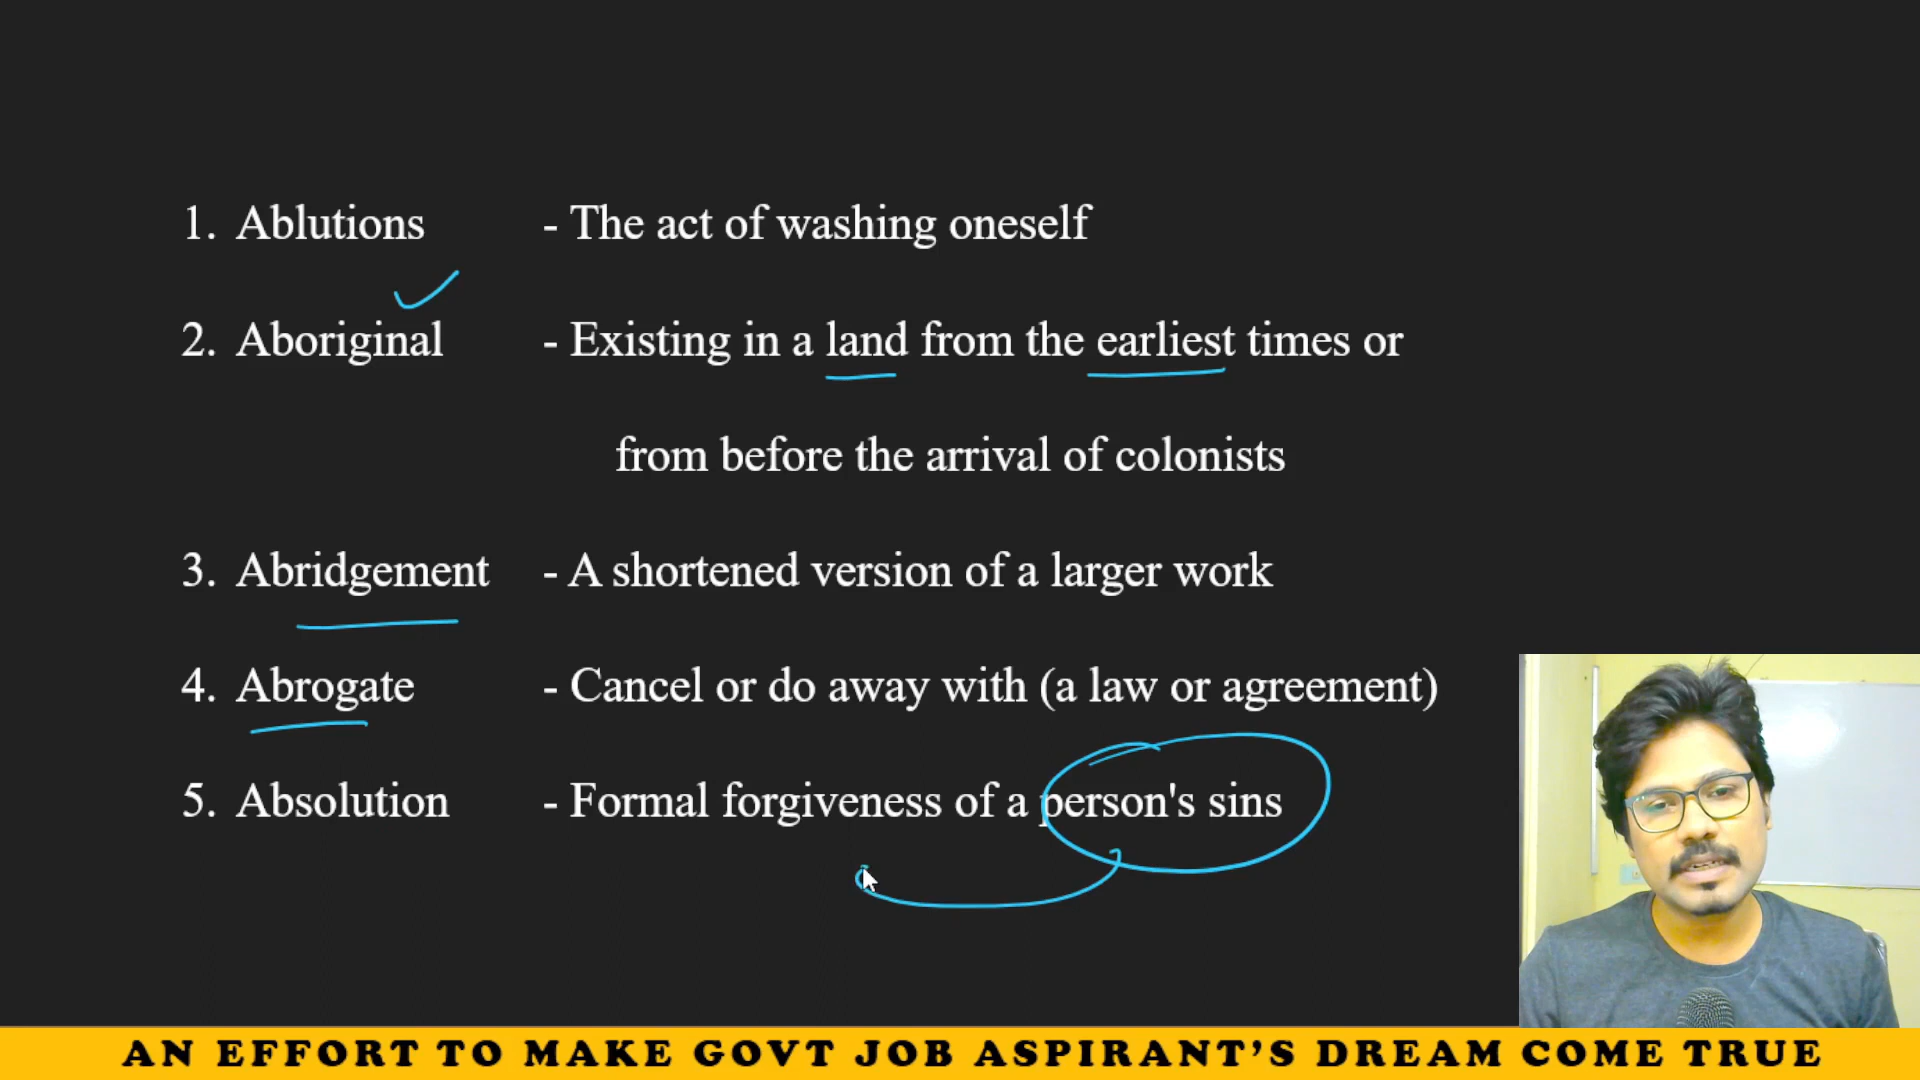 1. Ablutions - The act of washing oneself
2. Aboriginal - Existing in a land from the earliest times or
from before the arrival of colonists
3. Abridgement - A shortened version of a larger work
4. Abrogate - Cancel or do away with (a law or agreement)
5. Absolution - Formal forgiveness of a person's sins
AN EFFORT TO MAKE GOVT JOB ASPIRANT’S DREAM COME TRUE